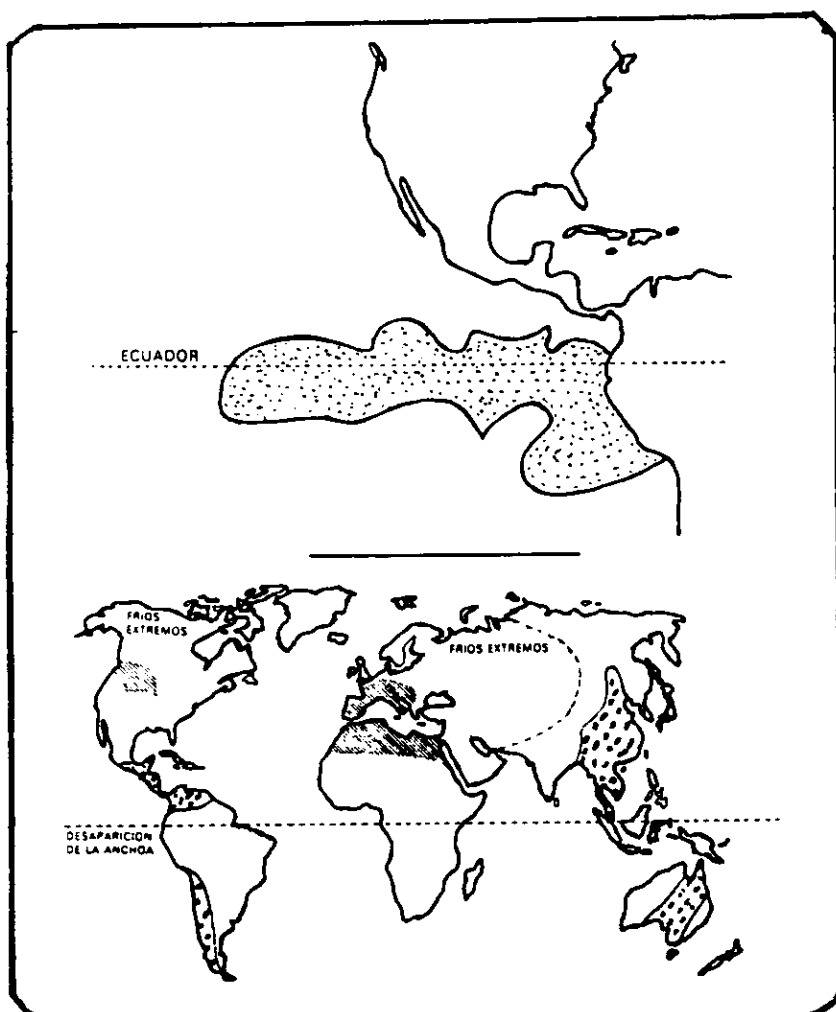 ECUADOR
FRIOS
EXTREMOS
FRIOS EXTREMOS
DESAPARICION
DE LA ANCHOA